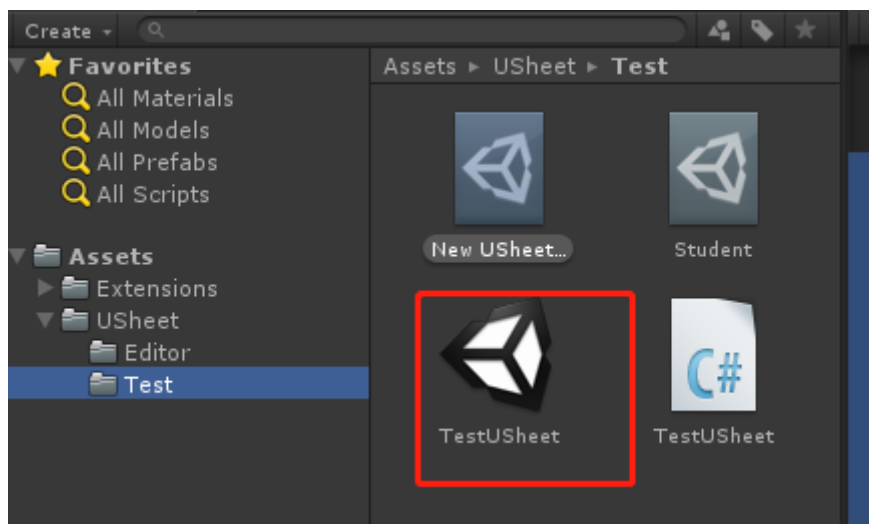 Create
Favorites
All Materials
All Models
All Prefabs
All Scripts
Assets
Extensions
USheet
Editor
Test
Assets ▸ USheet ▸ Test
New USheet...
Student
TestUSheet
C#
TestUSheet